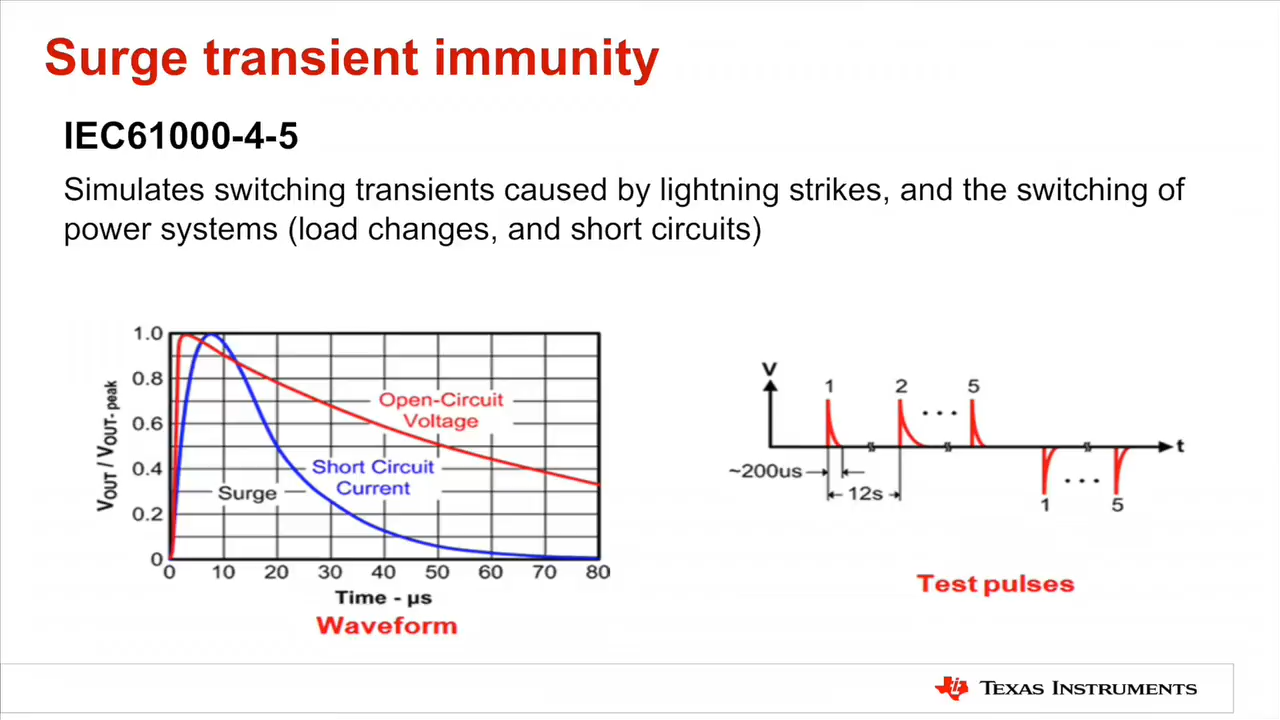 Surge transient immunity
IEC61000-4-5
Simulates switching transients caused by lightning strikes, and the switching of
power systems (load changes, and short circuits)
VOUT / VOUT-peak
1.0
0.8
0.6
0.4
0.2
0
Open-Circuit
Voltage
Short Circuit
Current
Surge
0 10 20 30 40 50 60 70 80
Time - µs
Waveform
V
1 2 5
t
~200us
12s
1 5
Test pulses
TEXAS INSTRUMENTS